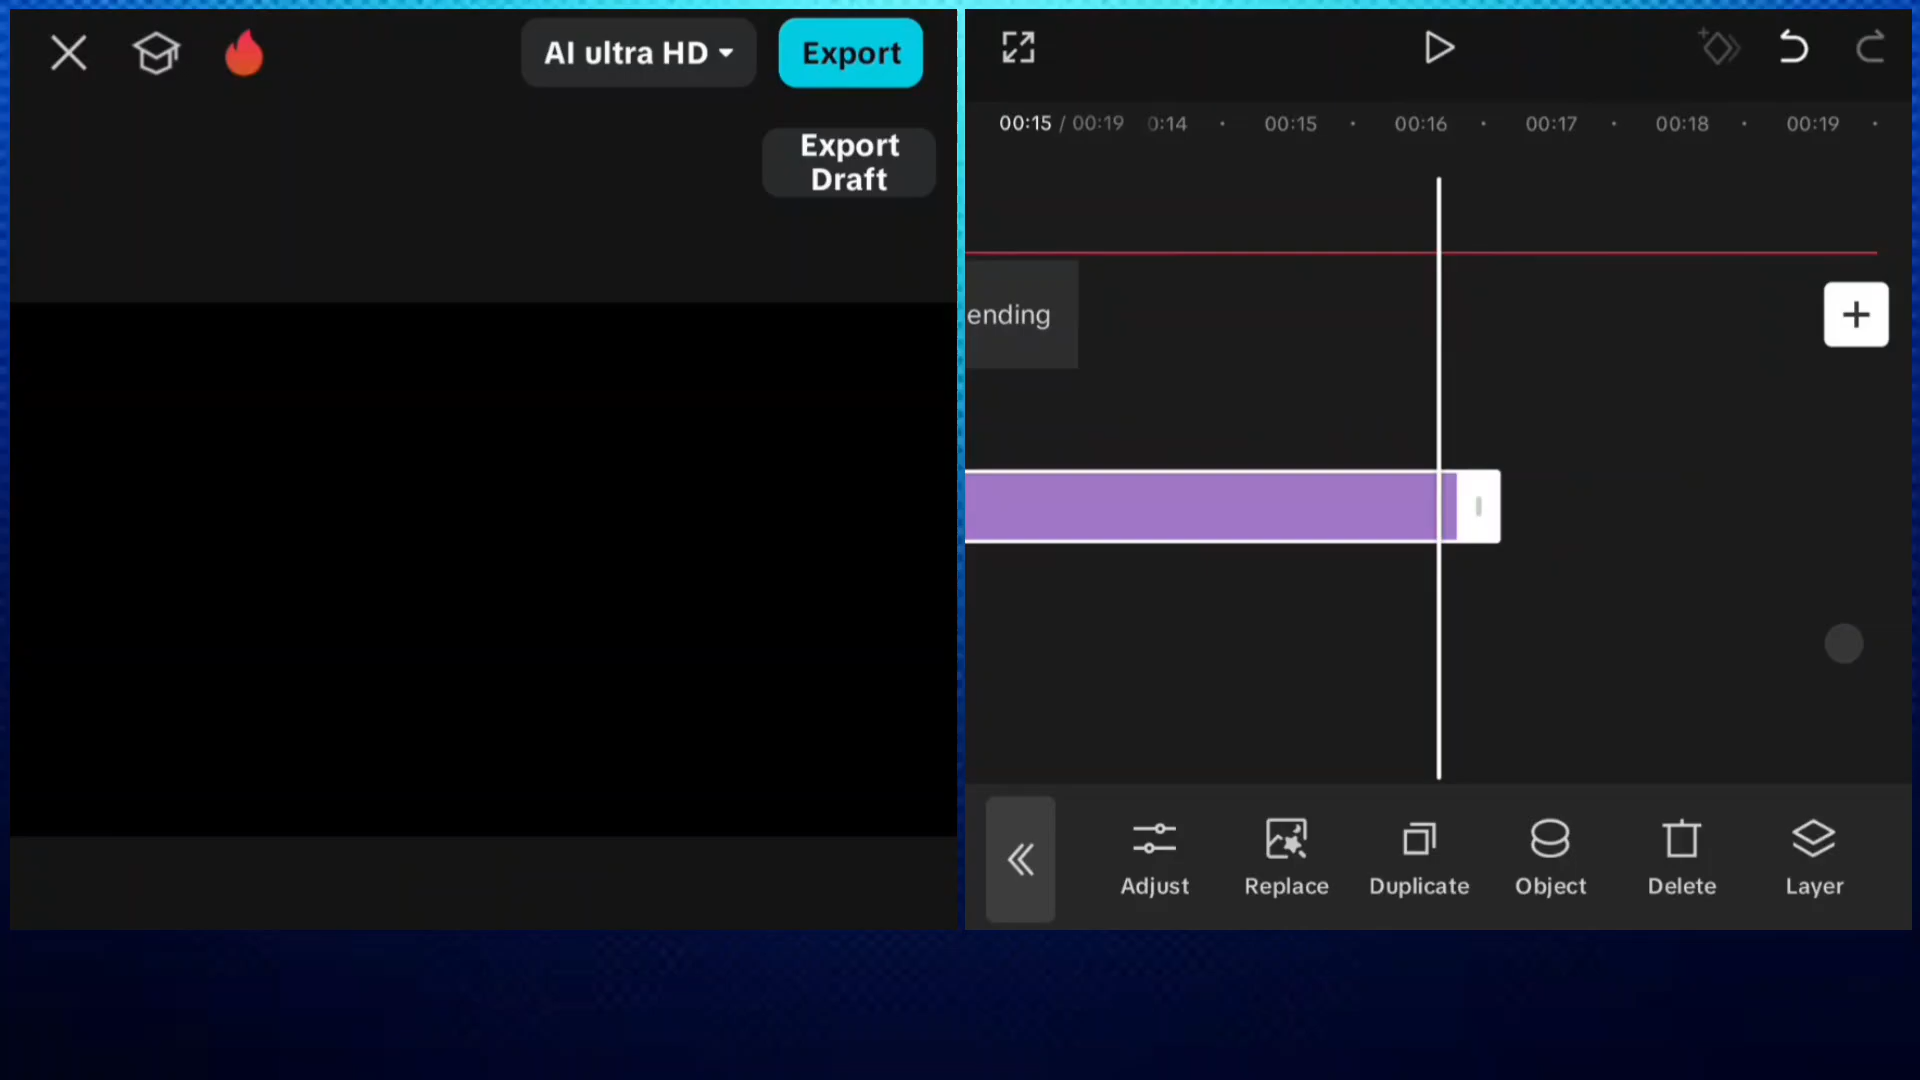 AI ultra HD
Export
Export
Draft
00:15 / 00:19
0:14
00:15
00:16
00:17
00:18
00:19
ending
Adjust
Replace
Duplicate
Object
Delete
Layer